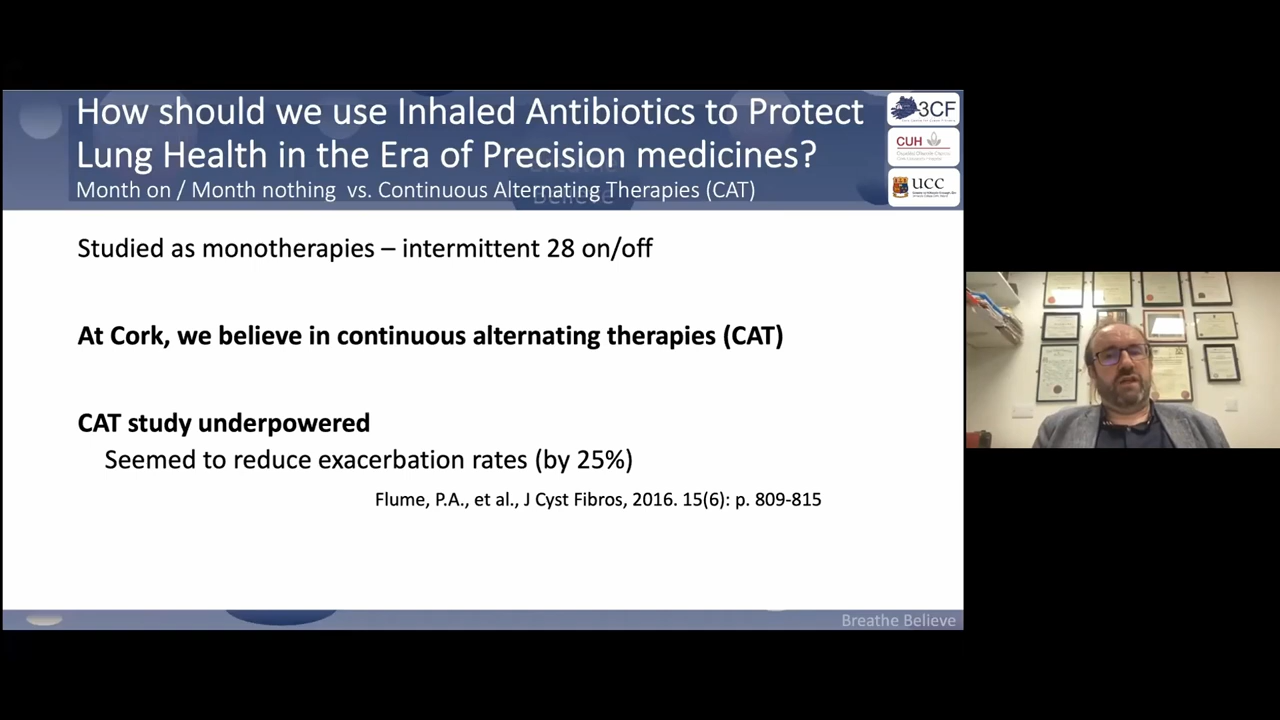 How should we use Inhaled Antibiotics to Protect
Lung Health in the Era of Precision medicines?
Month on / Month nothing vs. Continuous Alternating Therapies (CAT)
Believe
3CF
CUH
UCC
Studied as monotherapies – intermittent 28 on/off
At Cork, we believe in continuous alternating therapies (CAT)
CAT study underpowered
Seemed to reduce exacerbation rates (by 25%)
Flume, P.A., et al., J Cyst Fibros, 2016. 15(6): p. 809-815
Breathe Believe